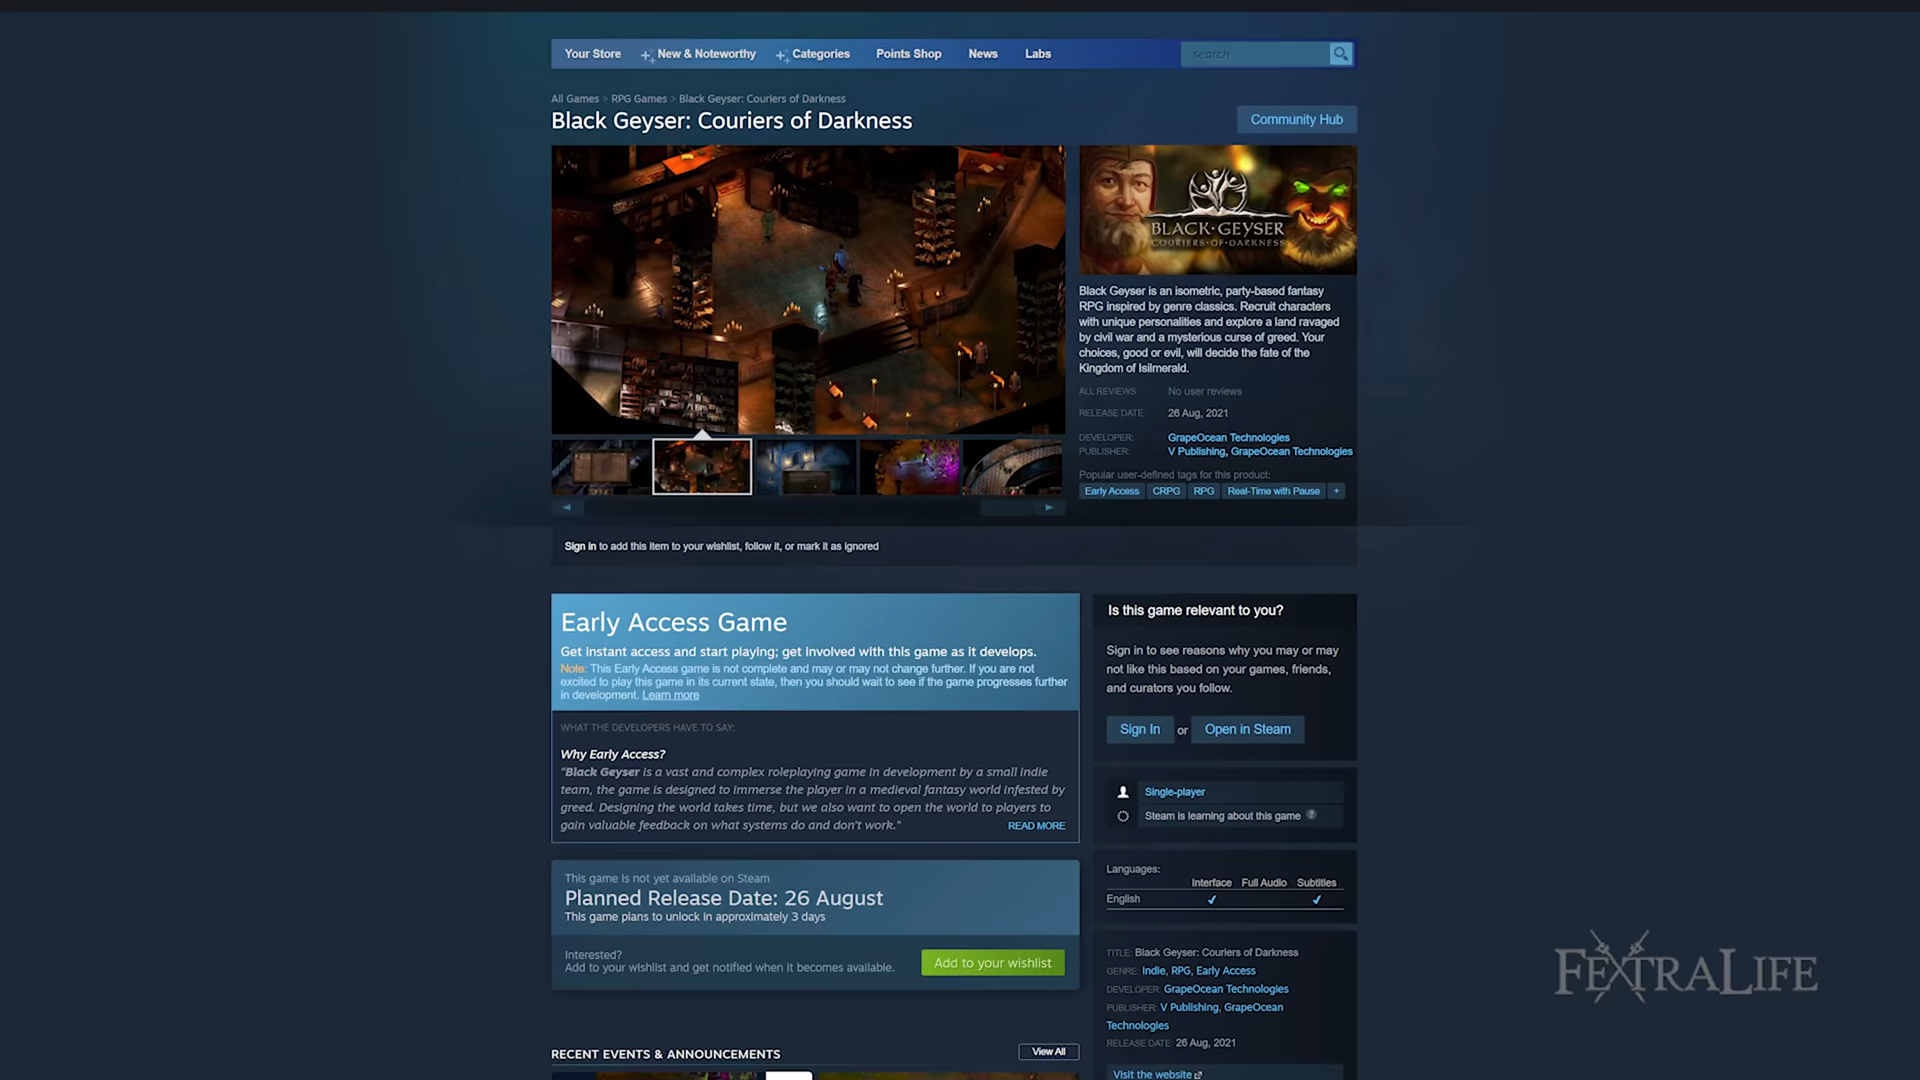 Your Store
New & Noteworthy
Categories
Points Shop
News
Labs
search
All Games > RPG Games > Black Geyser: Couriers of Darkness
Black Geyser: Couriers of Darkness
Community Hub
BLACK·GEYSER
COURIERS·OF·DARKNESS
Black Geyser is an isometric, party-based fantasy
RPG inspired by genre classics. Recruit characters
with unique personalities and explore a land ravaged
by civil war and a mysterious curse of greed. Your
choices, good or evil, will decide the fate of the
Kingdom of Isilmerald.
ALL REVIEWS No user reviews
RELEASE DATE: 26 Aug, 2021
DEVELOPER: GrapeOcean Technologies
PUBLISHER: V Publishing, GrapeOcean Technologies
Popular user-defined tags for this product:
Early Access CRPG RPG Real-Time with Pause +
Sign in to add this item to your wishlist, follow it, or mark it as ignored
Early Access Game
Get instant access and start playing; get involved with this game as it develops.
Note: This Early Access game is not complete and may or may not change further. If you are not
excited to play this game in its current state, then you should wait to see if the game progresses further
in development. Learn more
WHAT THE DEVELOPERS HAVE TO SAY:
Why Early Access?
"Black Geyser is a vast and complex roleplaying game in development by a small indie
team, the game is designed to immerse the player in a medieval fantasy world infested by
greed. Designing the world takes time, but we also want to open the world to players to
gain valuable feedback on what systems do and don't work."
READ MORE
This game is not yet available on Steam
Planned Release Date: 26 August
This game plans to unlock in approximately 3 days
Interested?
Add to your wishlist and get notified when it becomes available.
Add to your wishlist
RECENT EVENTS & ANNOUNCEMENTS
View All
Is this game relevant to you?
Sign in to see reasons why you may or may
not like this based on your games, friends,
and curators you follow.
Sign In or Open in Steam
Single-player
Steam is learning about this game ?
Languages:
Interface Full Audio Subtitles
English ✓ ✓
TITLE: Black Geyser: Couriers of Darkness
GENRE: Indie, RPG, Early Access
DEVELOPER: GrapeOcean Technologies
PUBLISHER: V Publishing, GrapeOcean
Technologies
RELEASE DATE: 26 Aug, 2021
Visit the website
FEXTRALIFE